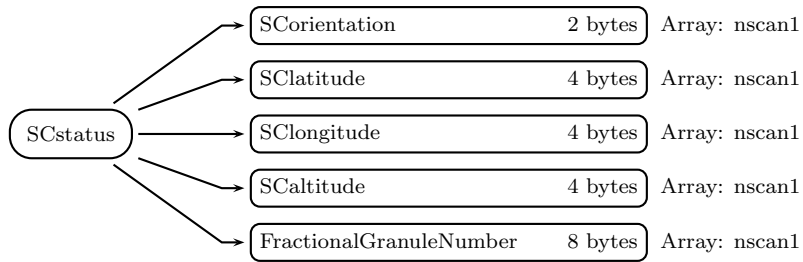 SCorientation 2 bytes Array: nscan1
SClatitude 4 bytes Array: nscan1
SCstatus
SClongitude 4 bytes Array: nscan1
SCaltitude 4 bytes Array: nscan1
FractionalGranuleNumber 8 bytes Array: nscan1